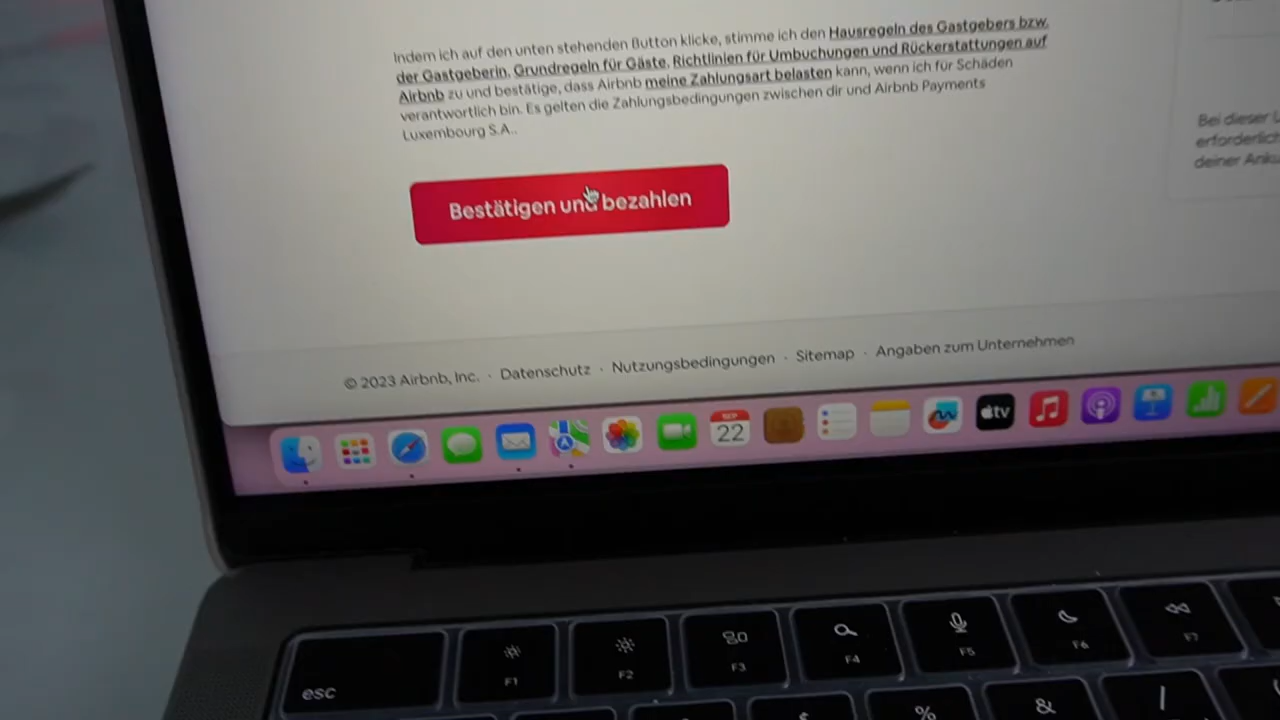 Indem ich auf den unten stehenden Button klicke, stimme ich den Hausregeln des Gastgebers bzw.
der Gastgeberin, Grundregeln für Gäste, Richtlinien für Umbuchungen und Rückerstattungen auf
Airbnb zu und bestätige, dass Airbnb meine Zahlungsart belasten kann, wenn ich für Schäden
verantwortlich bin. Es gelten die Zahlungsbedingungen zwischen dir und Airbnb Payments
Luxembourg S.A..
Bei dieser
erforderlich
deiner
Bestätigen und bezahlen
© 2023 Airbnb, Inc. · Datenschutz · Nutzungsbedingungen · Sitemap · Angaben zum Unternehmen
SEP
22
tv
esc
F1
F2
F3
F4
F5
F6
F7
%
&
/